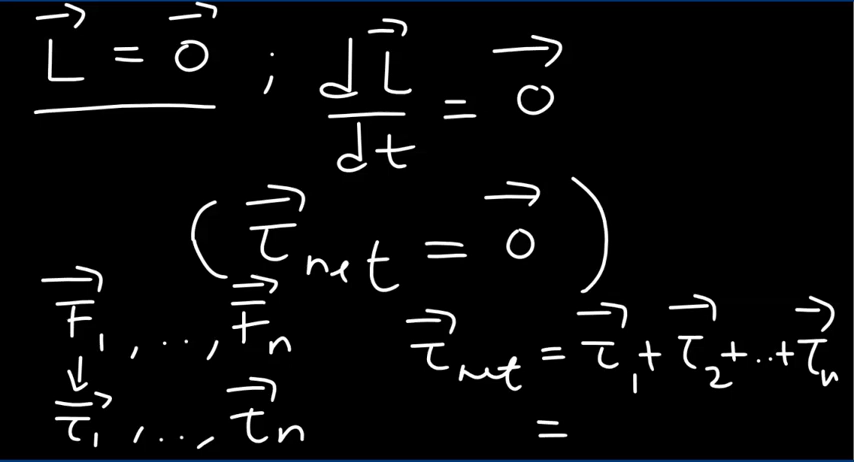 L⃗ = 0⃗ ; dL⃗/dt = 0⃗
(τ⃗net = 0⃗)
F⃗₁, ..., F⃗ₙ
τ⃗net = τ⃗₁ + τ⃗₂ + .. + τ⃗ₙ
↓
τ⃗₁, ..., τ⃗ₙ
=